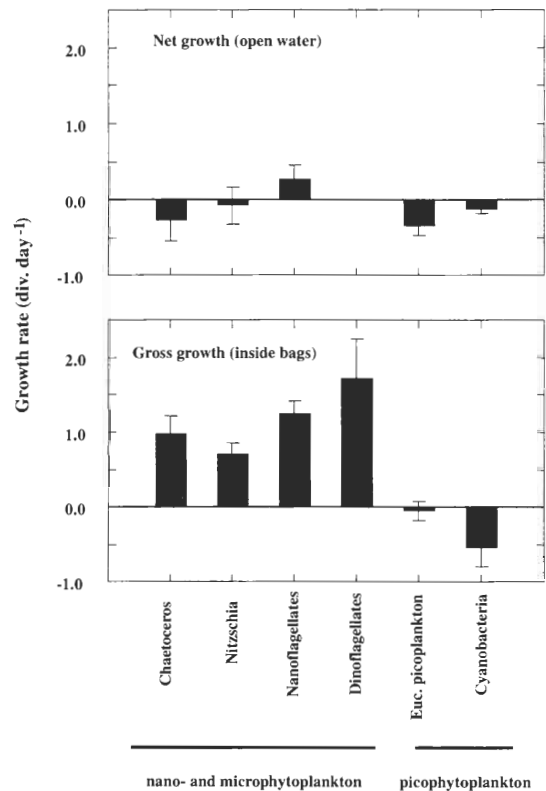 Growth rate (div. day -1)
Net growth (open water)
2.0
1.0
0.0
-1.0
Gross growth (inside bags)
2.0
1.0
0.0
-1.0
Chaetoceros
Nitzschia
Nanoflagellates
Dinoflagellates
Euc. picoplankton
Cyanobacteria
nano- and microphytoplankton
picophytoplankton